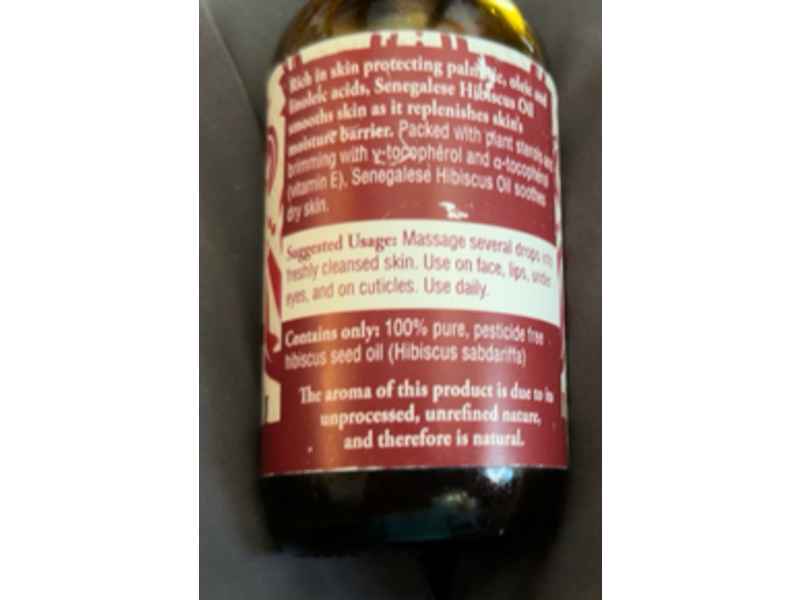 Rich in skin protecting palmitic, oleic and
linoleic acids, Senegalese Hibiscus Oil
smooths skin as it replenishes skin's
moisture barrier. Packed with plant sterols and
brimming with γ-tocophérol and α-tocophérol
(vitamin E), Senegalese Hibiscus Oil soothes
dry skin.
Suggested Usage: Massage several drops into
freshly cleansed skin. Use on face, lips, under
eyes, and on cuticles. Use daily.
Contains only: 100% pure, pesticide free
hibiscus seed oil (Hibiscus sabdariffa)
The aroma of this product is due to its
unprocessed, unrefined nature,
and therefore is natural.